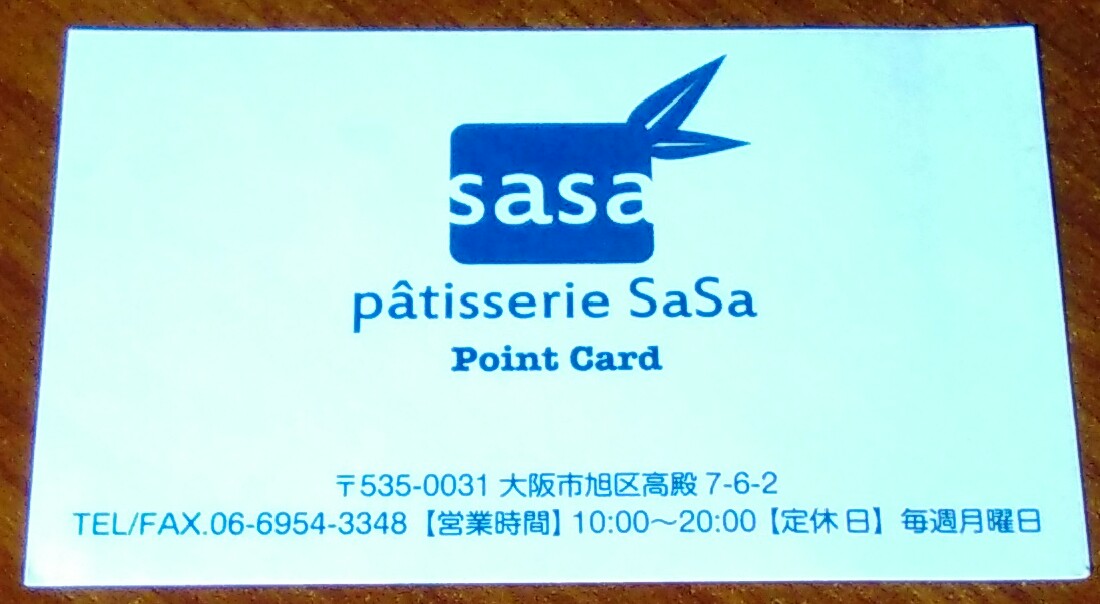 sasa
pâtisserie SaSa
Point Card
〒535-0031 大阪市旭区高殿 7-6-2
TEL/FAX.06-6954-3348【営業時間】10:00～20:00【定休日】毎週月曜日